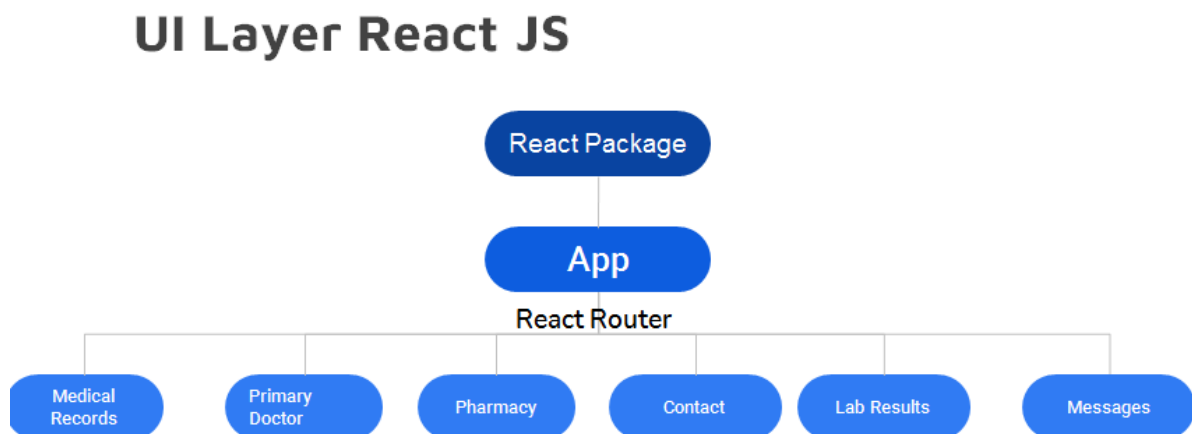 UI Layer React JS
React Package
App
React Router
Medical
Records
Primary
Doctor
Pharmacy
Contact
Lab Results
Messages